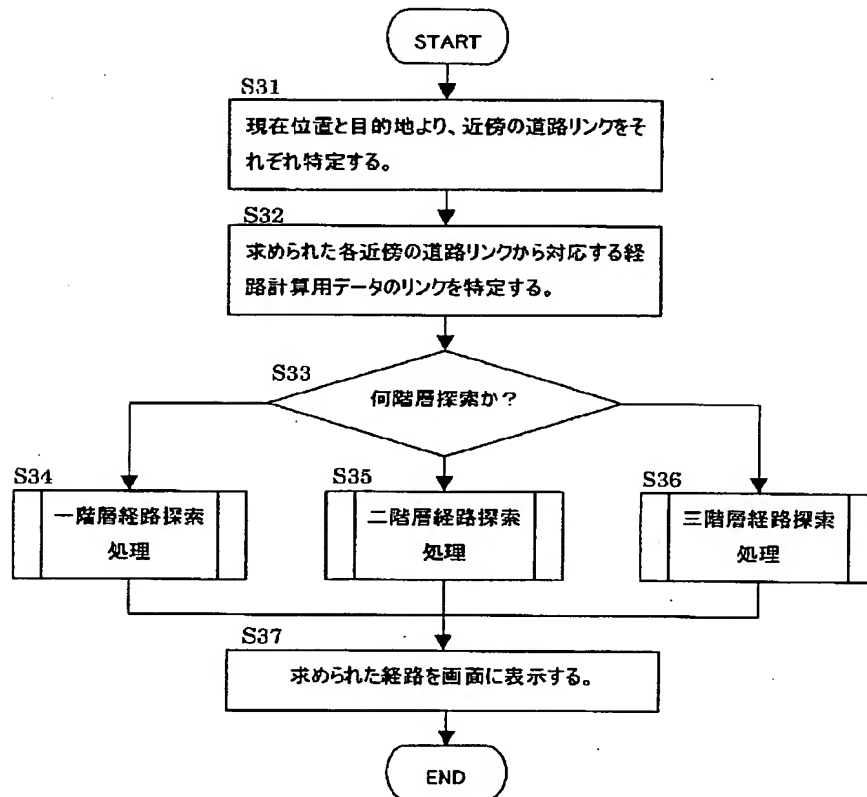 START
S31
現在位置と目的地より、近傍の道路リンクをそ
れぞれ特定する。
S32
求められた各近傍の道路リンクから対応する経
路計算用データのリンクを特定する。
S33
何階層探索か？
S34
一階層経路探索
処理
S35
二階層経路探索
処理
S36
三階層経路探索
処理
S37
求められた経路を画面に表示する。
END